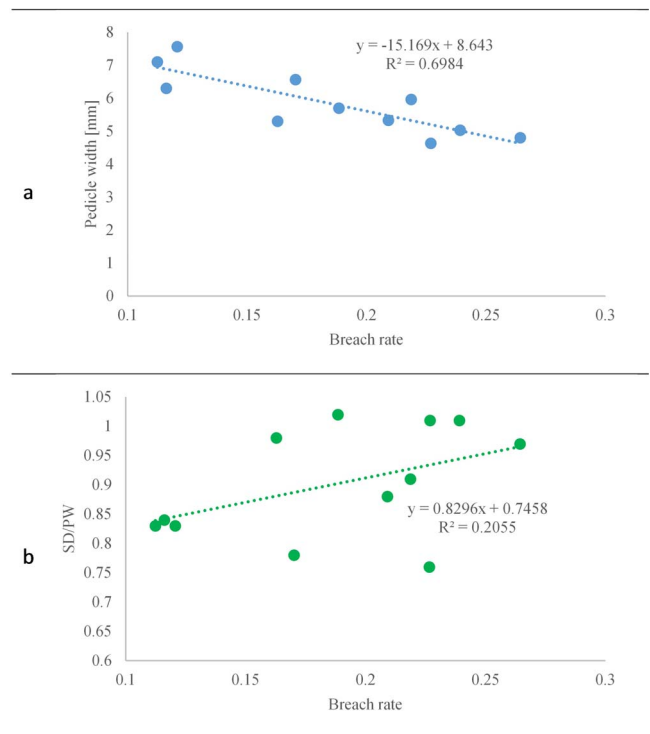 a
Pedicle width [mm]
8
7
6
5
4
3
2
1
0
y = -15.169x + 8.643
R² = 0.6984
0.1 0.15 0.2 0.25 0.3
Breach rate
b
SD/PW
1.05
1
0.95
0.9
0.85
0.8
0.75
0.7
0.65
0.6
y = 0.8296x + 0.7458
R² = 0.2055
0.1 0.15 0.2 0.25 0.3
Breach rate